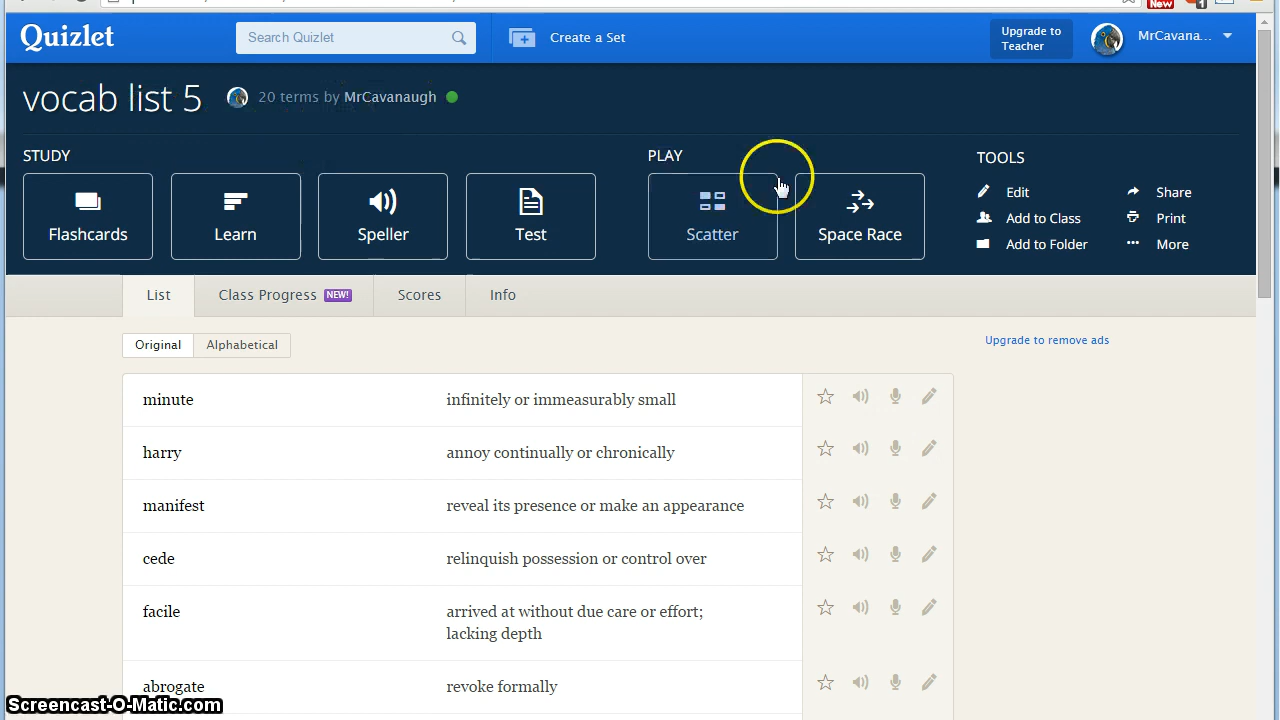 New
1
Quizlet
Search Quizlet
Create a Set
Upgrade to
Teacher
MrCavana...
vocab list 5
20 terms by MrCavanaugh
STUDY
PLAY
TOOLS
Flashcards
Learn
Speller
Test
Scatter
Space Race
Edit
Share
Add to Class
Print
Add to Folder
More
List
Class Progress NEW!
Scores
Info
Original
Alphabetical
Upgrade to remove ads
minute
infinitely or immeasurably small
harry
annoy continually or chronically
manifest
reveal its presence or make an appearance
cede
relinquish possession or control over
facile
arrived at without due care or effort;
lacking depth
abrogate
revoke formally
Screencast-O-Matic.com